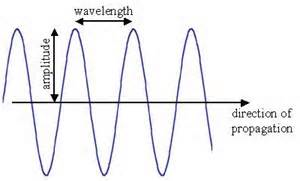 wavelength
amplitude
direction of
propagation